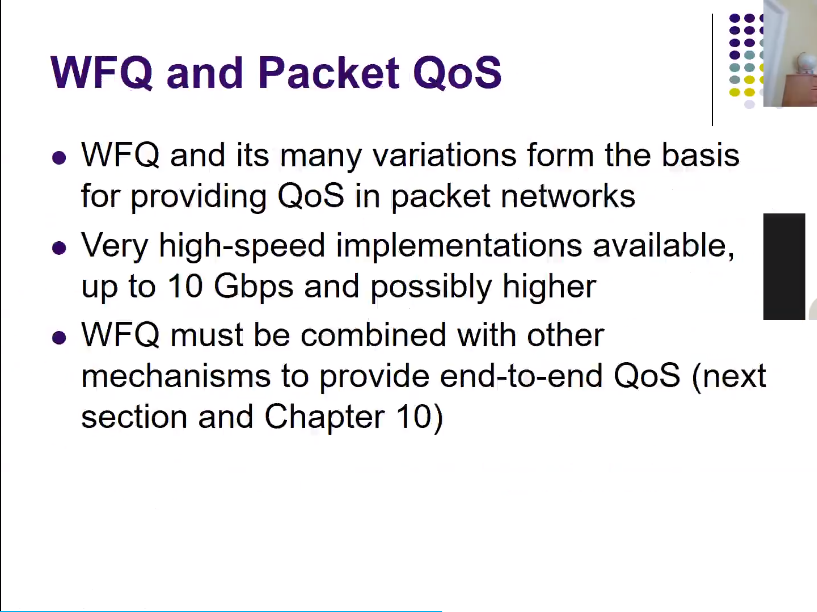 WFQ and Packet QoS
WFQ and its many variations form the basis
for providing QoS in packet networks
Very high-speed implementations available,
up to 10 Gbps and possibly higher
WFQ must be combined with other
mechanisms to provide end-to-end QoS (next
section and Chapter 10)